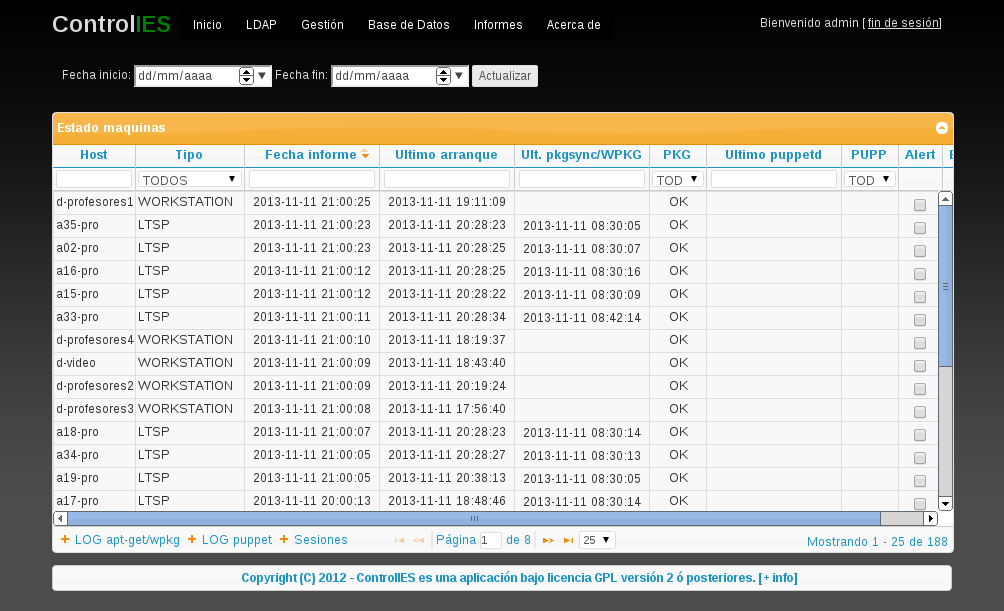 ControlIES Inicio LDAP Gestión Base de Datos Informes Acerca de Bienvenido admin [ fin de sesión]
Fecha inicio: dd/mm/aaaa Fecha fin: dd/mm/aaaa Actualizar
Estado maquinas
Host Tipo Fecha informe Ultimo arranque Ult. pkgsync/WPKG PKG Ultimo puppetd PUPP Alert
TODOS TOD TOD
d-profesores1 WORKSTATION 2013-11-11 21:00:25 2013-11-11 19:11:09 OK
a35-pro LTSP 2013-11-11 21:00:23 2013-11-11 20:28:23 2013-11-11 08:30:05 OK
a02-pro LTSP 2013-11-11 21:00:23 2013-11-11 20:28:25 2013-11-11 08:30:07 OK
a16-pro LTSP 2013-11-11 21:00:12 2013-11-11 20:28:25 2013-11-11 08:30:16 OK
a15-pro LTSP 2013-11-11 21:00:12 2013-11-11 20:28:22 2013-11-11 08:30:09 OK
a33-pro LTSP 2013-11-11 21:00:11 2013-11-11 20:28:34 2013-11-11 08:42:14 OK
d-profesores4 WORKSTATION 2013-11-11 21:00:10 2013-11-11 18:19:37 OK
d-video WORKSTATION 2013-11-11 21:00:09 2013-11-11 18:43:40 OK
d-profesores2 WORKSTATION 2013-11-11 21:00:09 2013-11-11 20:19:24 OK
d-profesores3 WORKSTATION 2013-11-11 21:00:08 2013-11-11 17:56:40 OK
a18-pro LTSP 2013-11-11 21:00:07 2013-11-11 20:28:23 2013-11-11 08:30:14 OK
a34-pro LTSP 2013-11-11 21:00:05 2013-11-11 20:28:27 2013-11-11 08:30:13 OK
a19-pro LTSP 2013-11-11 21:00:05 2013-11-11 20:38:13 2013-11-11 08:30:05 OK
a17-pro LTSP 2013-11-11 20:00:13 2013-11-11 18:48:46 2013-11-11 08:30:14 OK
LOG apt-get/wpkg LOG puppet Sesiones Página 1 de 8 25 Mostrando 1 - 25 de 188
Copyright (C) 2012 - ControlIES es una aplicación bajo licencia GPL versión 2 ó posteriores. [+ info]